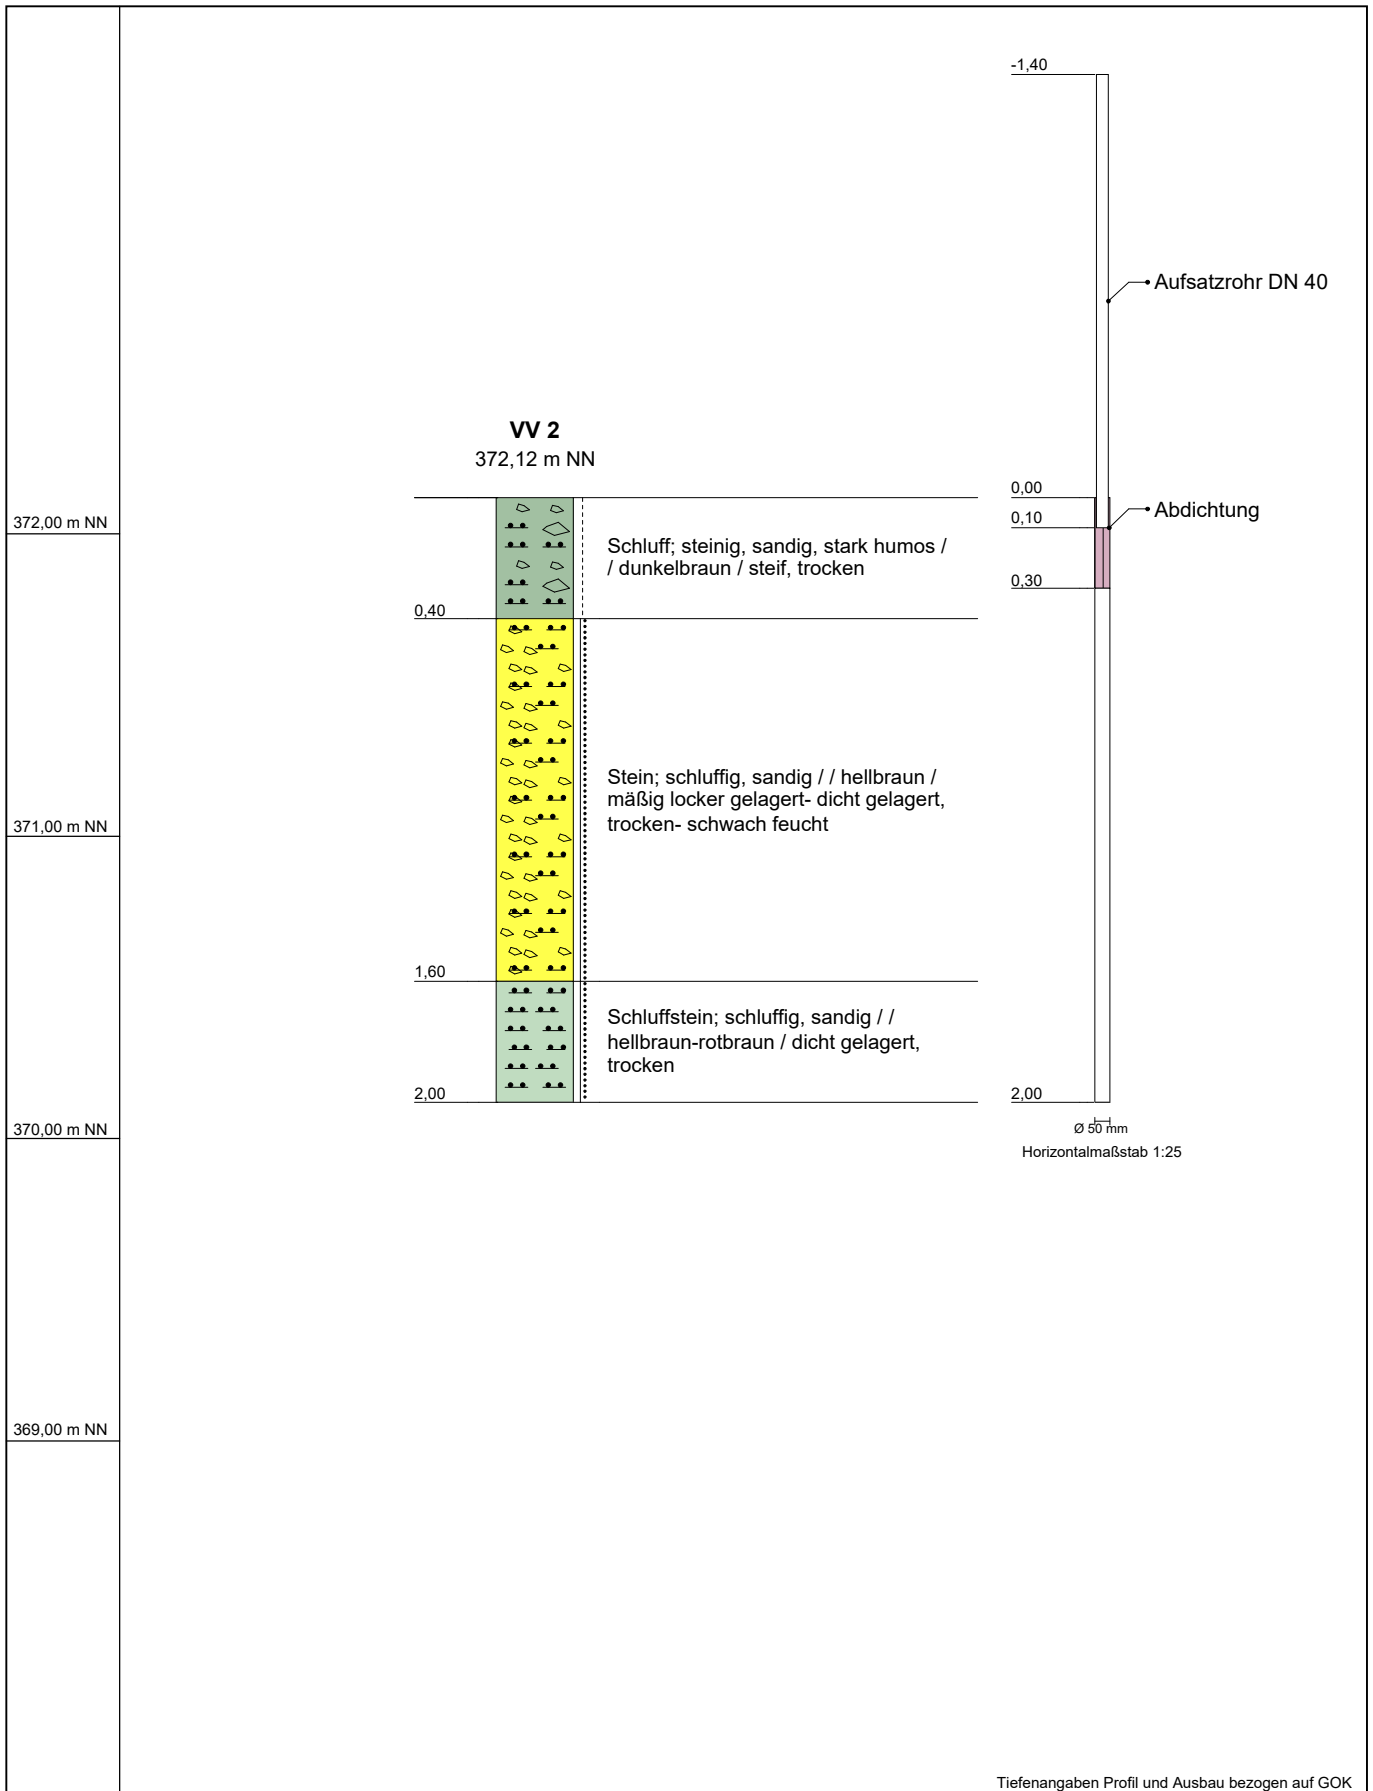 -1,40
Aufsatzrohr DN 40
VV 2
372,12 m NN
0,00
Abdichtung
372,00 m NN
0,10
Schluff; steinig, sandig, stark humos /
/ dunkelbraun / steif, trocken
0,30
0,40
Stein; schluffig, sandig / / hellbraun /
mäßig locker gelagert- dicht gelagert,
trocken- schwach feucht
371,00 m NN
1,60
Schluffstein; schluffig, sandig / /
hellbraun-rotbraun / dicht gelagert,
trocken
2,00
2,00
370,00 m NN
Ø 50 mm
Horizontalmaßstab 1:25
369,00 m NN
Tiefenangaben Profil und Ausbau bezogen auf GOK